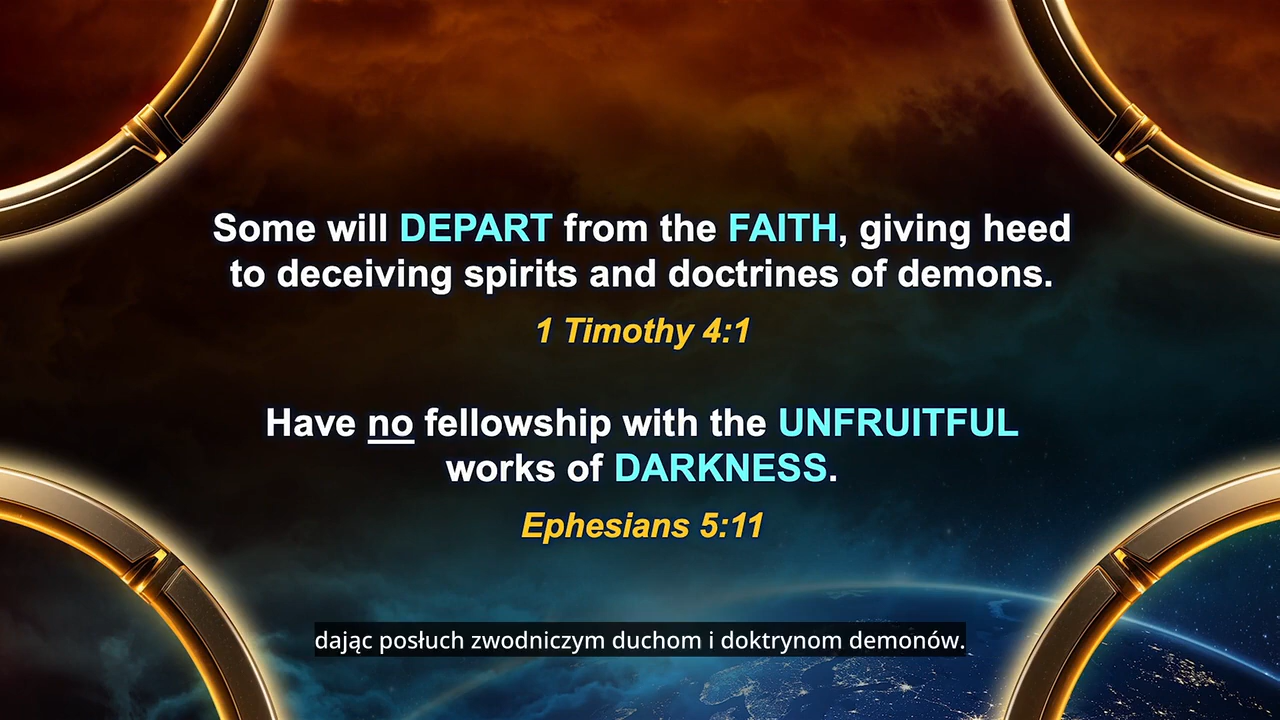 Some will DEPART from the FAITH, giving heed
to deceiving spirits and doctrines of demons.
1 Timothy 4:1
Have no fellowship with the UNFRUITFUL
works of DARKNESS.
Ephesians 5:11
dając posłuch zwodniczym duchom i doktrynom demonów.